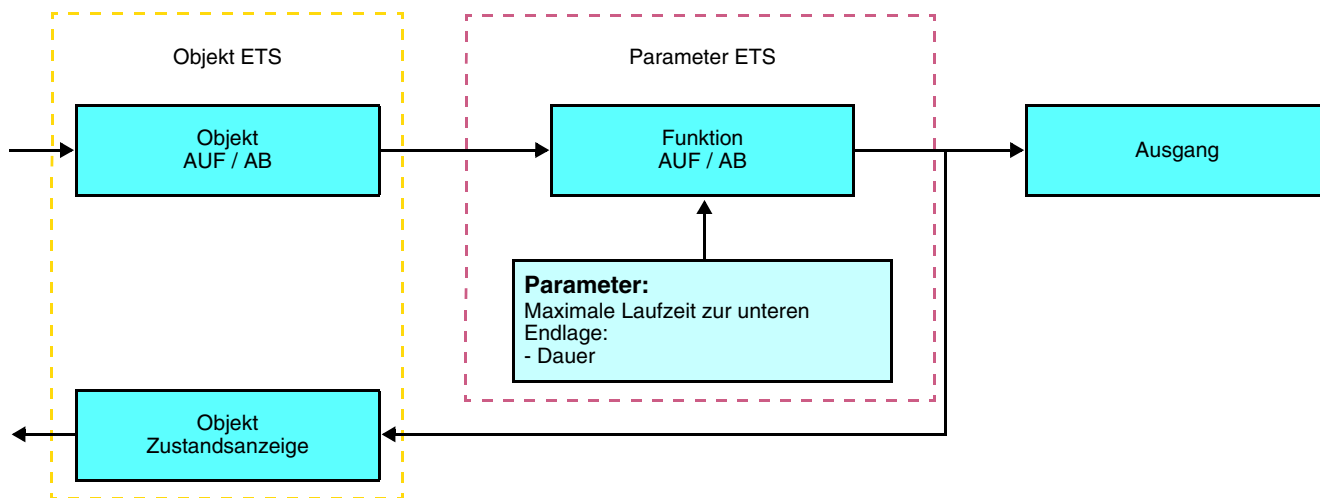 Objekt ETS
Parameter ETS
Objekt
AUF / AB
Funktion
AUF / AB
Ausgang
Parameter:
Maximale Laufzeit zur unteren
Endlage:
- Dauer
Objekt
Zustandsanzeige